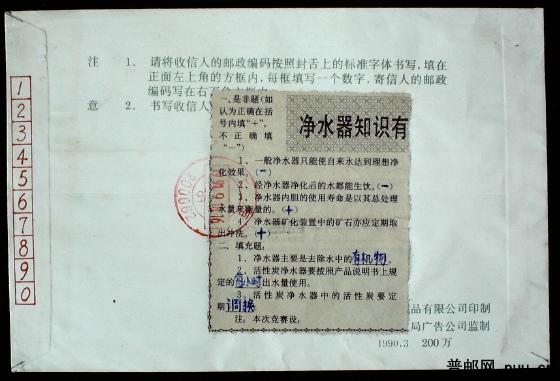 注 1. 请将收信人的邮政编码按照封舌上的标准字体书写,填在
正面左上角的方框内,每框填写一个数字,寄信人的邮政
编码写在右
意 2. 书写收信人
1
2
3
4
5
6
7
8
9
0
一、是非题(如
认为正确在括
号内填“+”,
不正确填
“−”)
净水器知识有
1、一般净水器只能使自来水达到理想净
化效果。(−)
2、经净水器净化后的水都能生饮。(−)
3、净水器内胆的使用寿命是以其总处理
水量来衡量的。(+)
4、净水器矿化装置中的矿石亦应定期取
出冲洗。(+)
二、填充题:
1、净水器主要是去除水中的有机物。
2、活性炭净水器要按照产品说明书上规
定的每小时出水量使用。
3、活性炭净水器中的活性炭要定
期调换
注:本次竞赛设:
品有限公司印制
局广告公司监制
1990.3 200万
普邮网